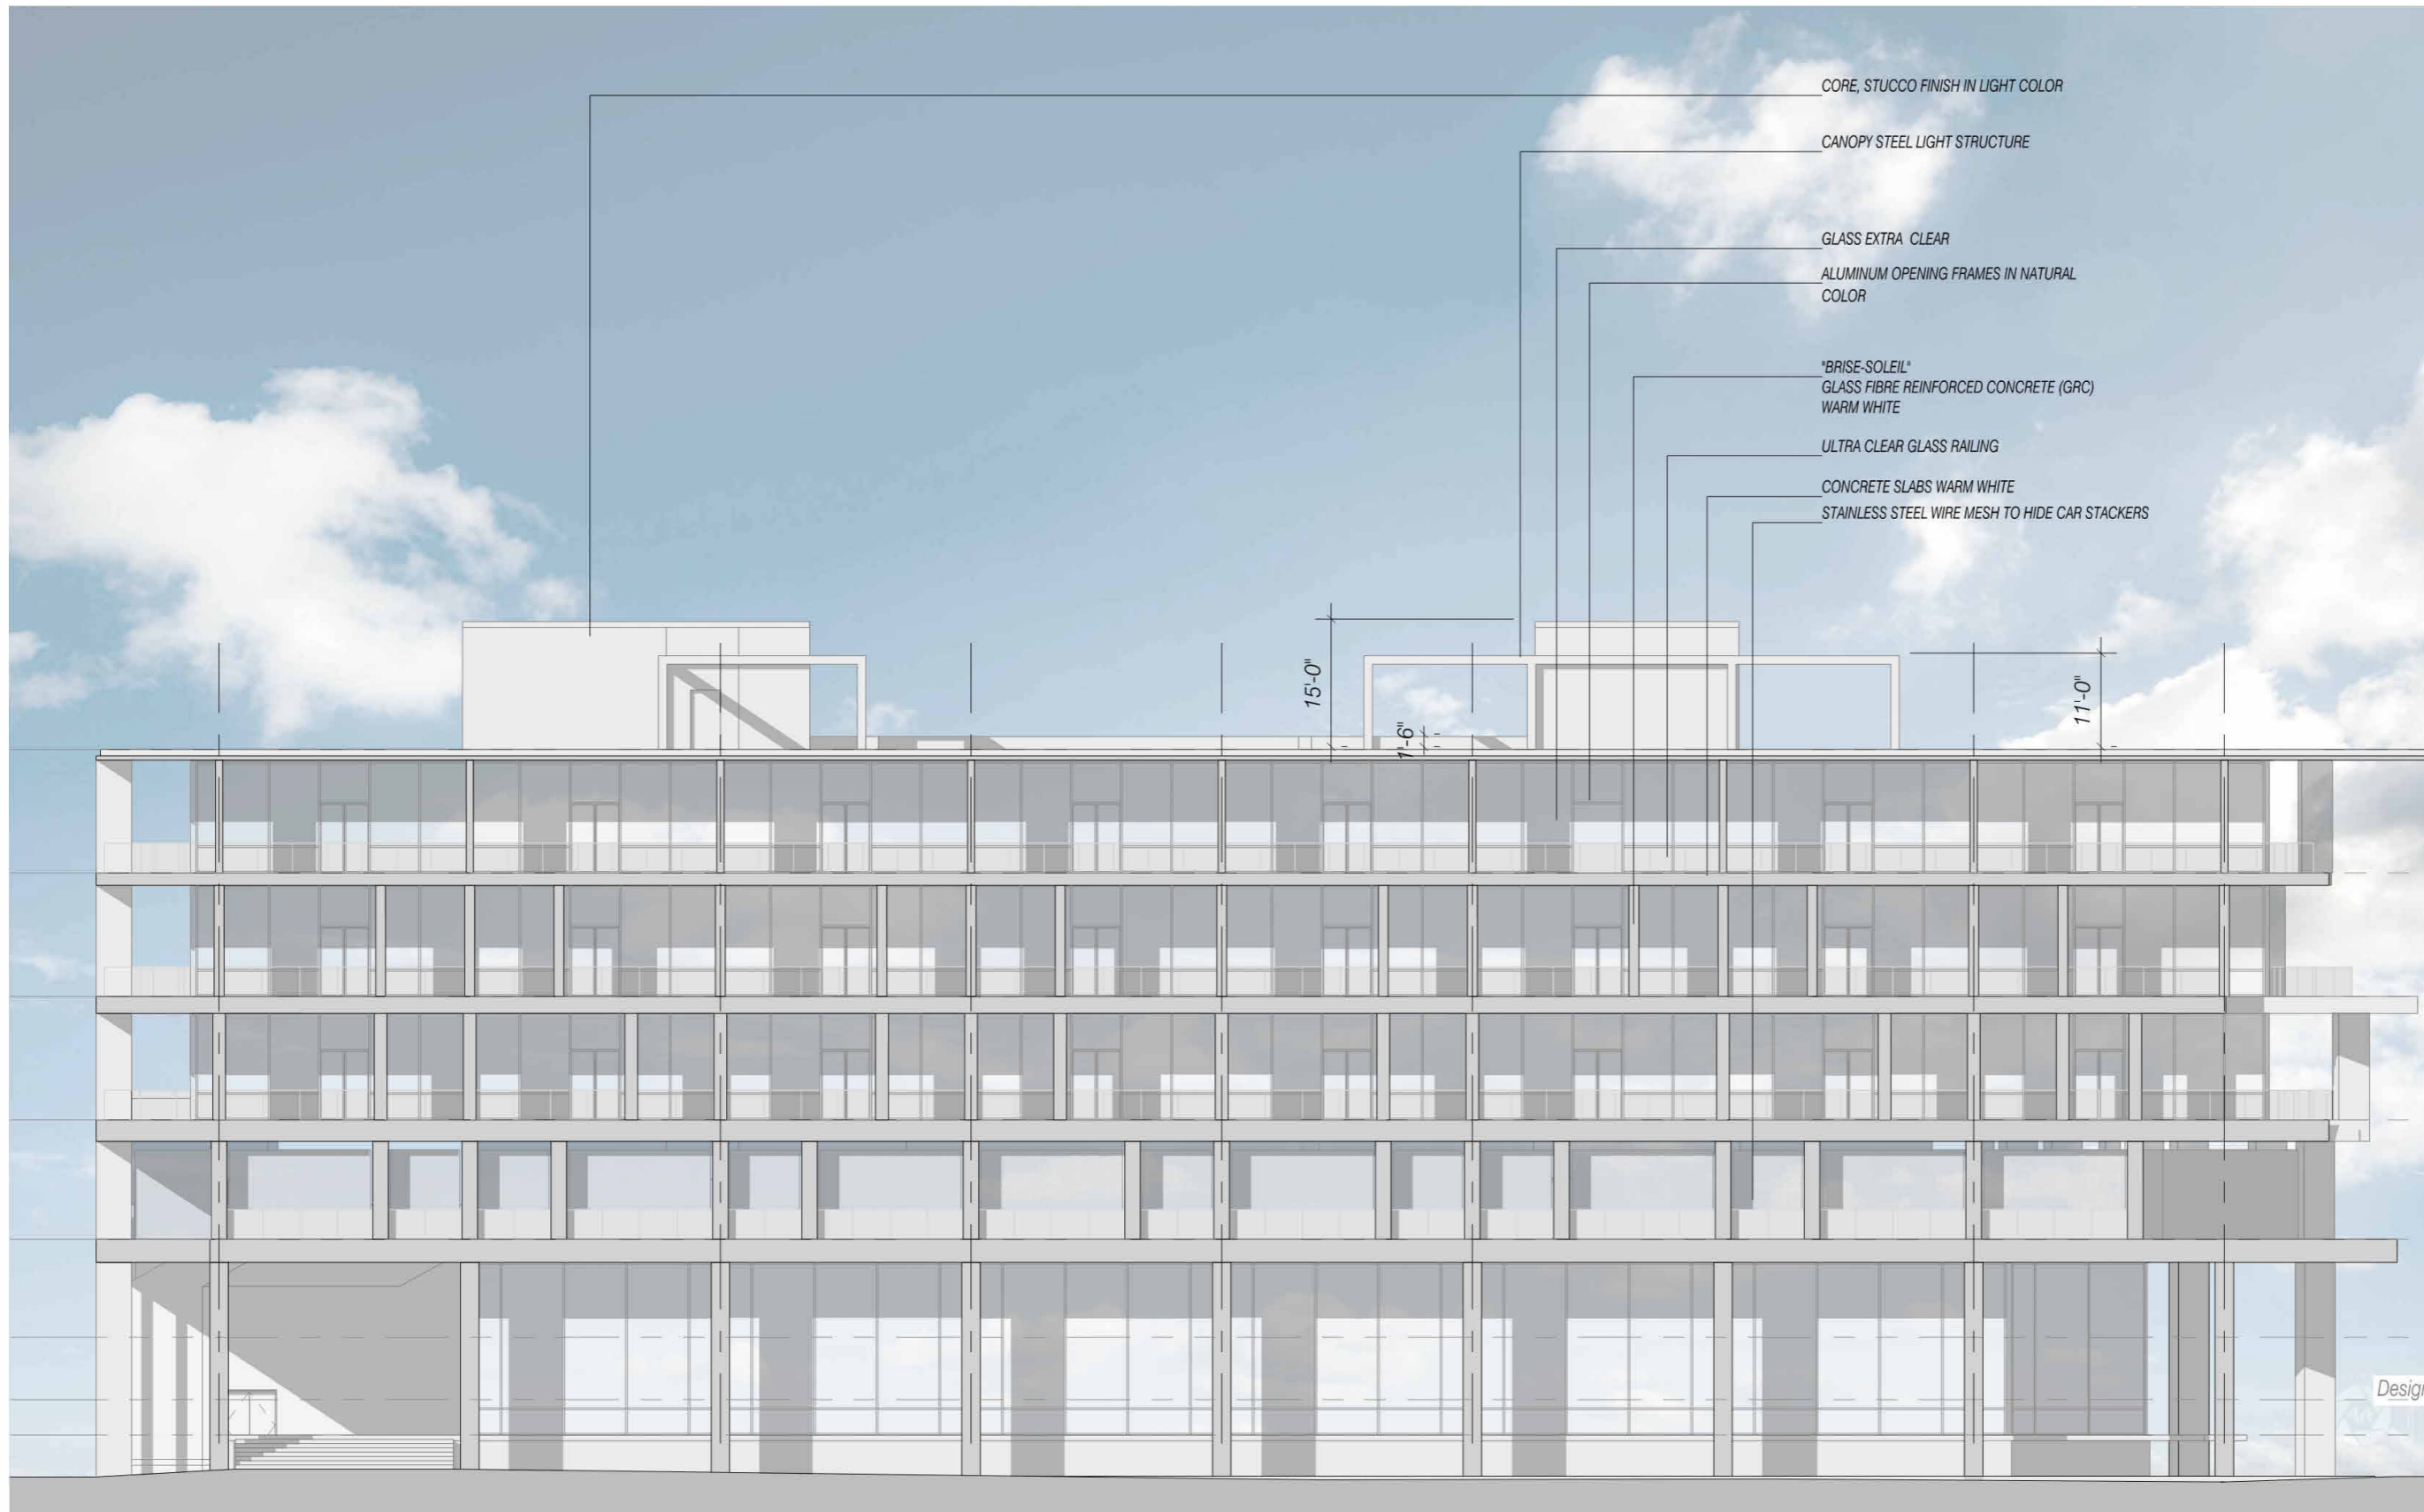 CORE, STUCCO FINISH IN LIGHT COLOR
CANOPY STEEL LIGHT STRUCTURE
GLASS EXTRA CLEAR
ALUMINUM OPENING FRAMES IN NATURAL
COLOR
"BRISE-SOLEIL"
GLASS FIBRE REINFORCED CONCRETE (GRC)
WARM WHITE
ULTRA CLEAR GLASS RAILING
CONCRETE SLABS WARM WHITE
STAINLESS STEEL WIRE MESH TO HIDE CAR STACKERS
15'-0"
1'-6"
11'-0"
Design